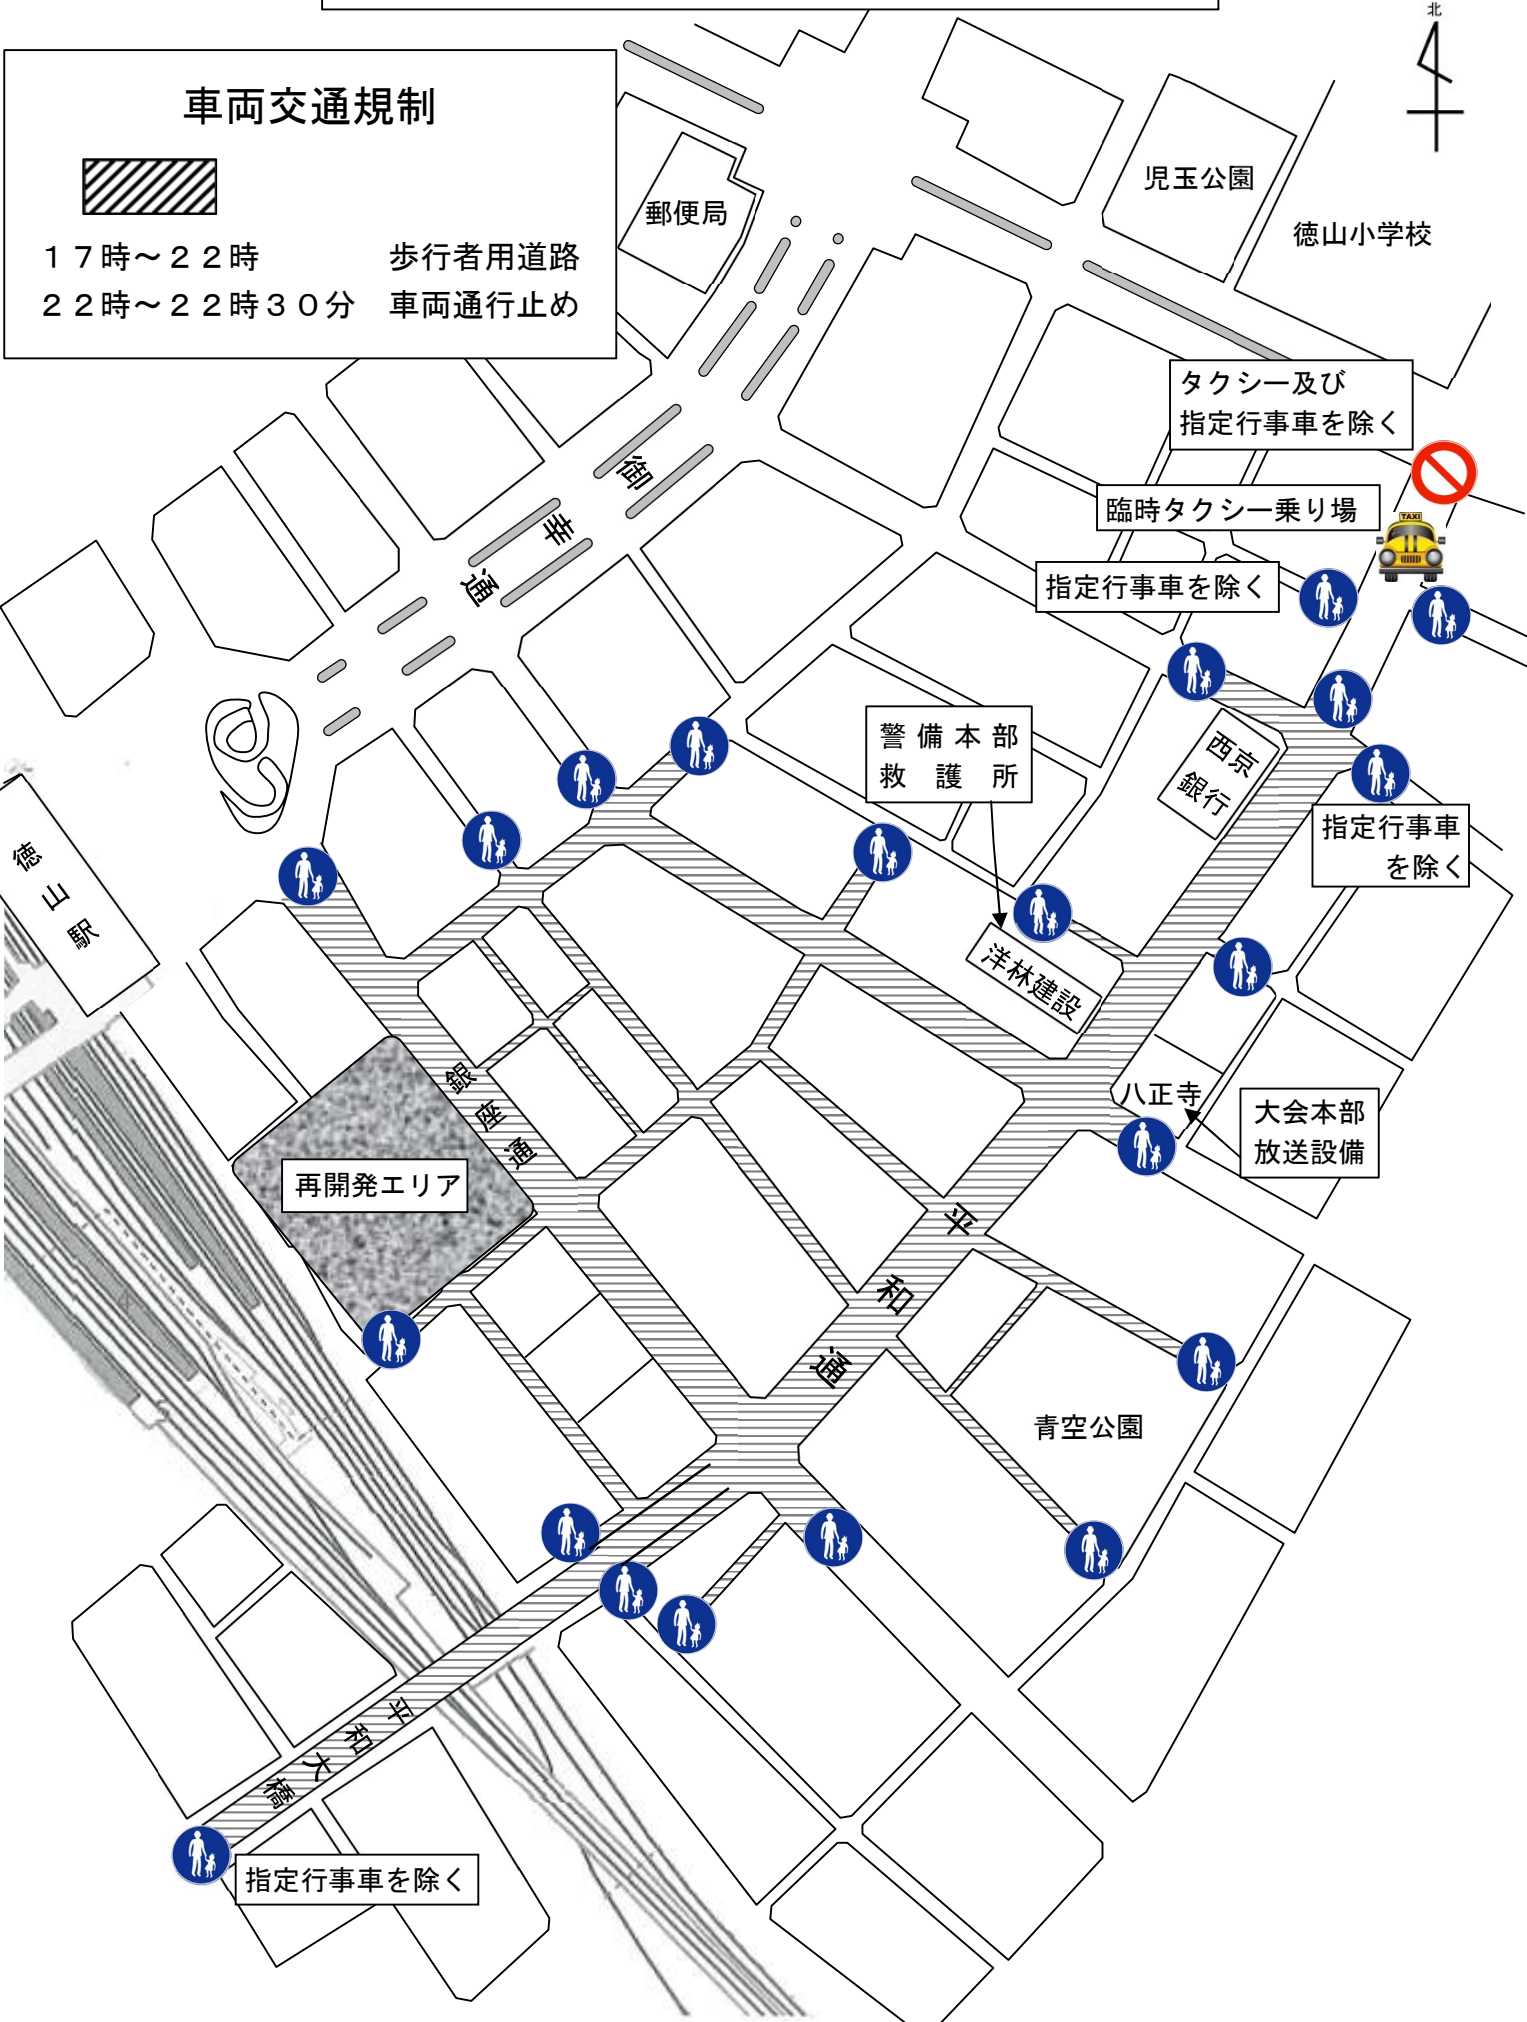 北
車両交通規制
１７時～２２時　歩行者用道路
２２時～２２時３０分　車両通行止め
郵便局
児玉公園
徳山小学校
タクシー及び
指定行事車を除く
臨時タクシー乗り場
TAXI
指定行事車を除く
御幸通
警備本部
救護所
西京
銀行
指定行事車
を除く
徳山駅
洋林建設
八正寺
大会本部
放送設備
銀座通
再開発エリア
平和通
青空公園
平和大橋
指定行事車を除く